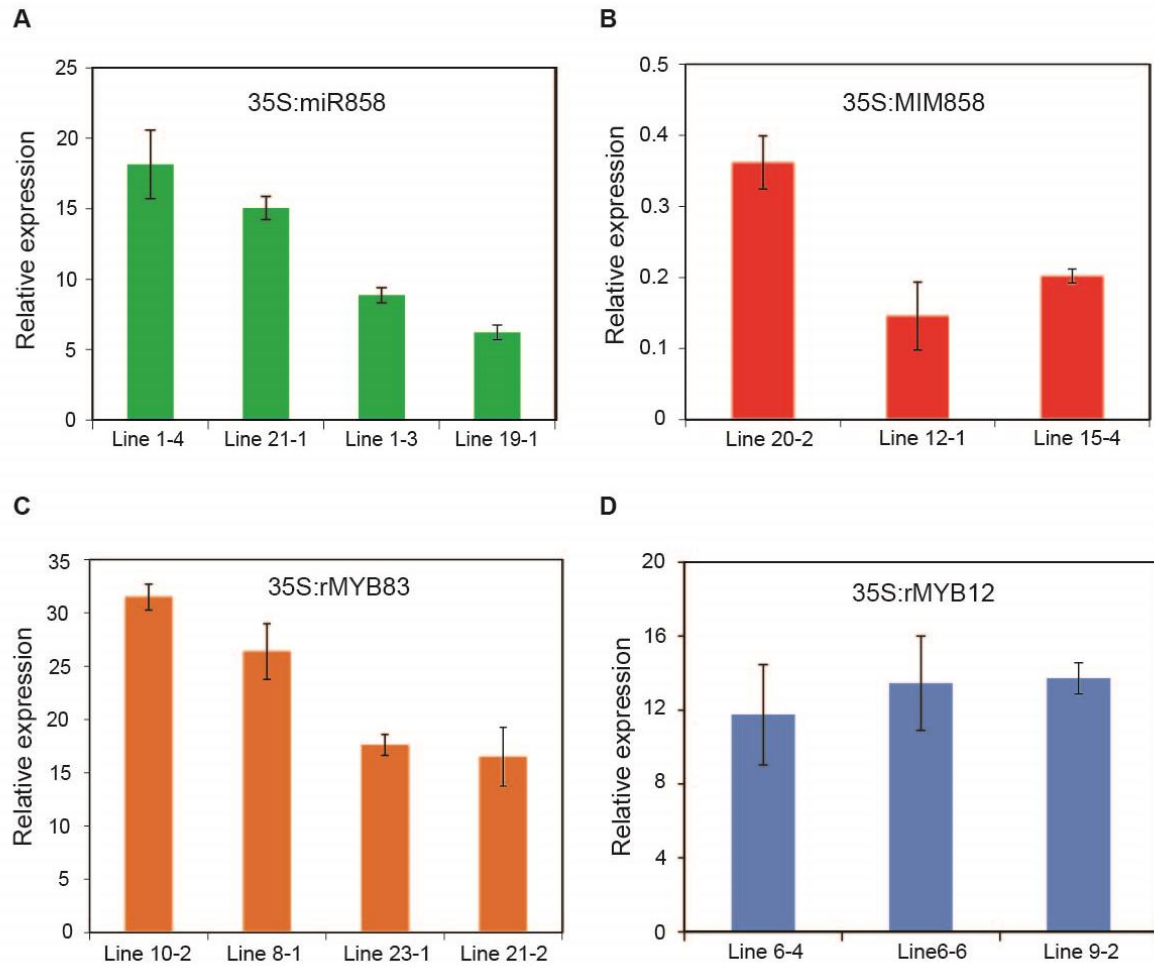 A
25
20
15
10
5
0
Relative expression
35S:miR858
Line 1-4 Line 21-1 Line 1-3 Line 19-1
B
0.5
0.4
0.3
0.2
0.1
0
Relative expression
35S:MIM858
Line 20-2 Line 12-1 Line 15-4
C
35
30
25
20
15
10
5
0
Relative expression
35S:rMYB83
Line 10-2 Line 8-1 Line 23-1 Line 21-2
D
20
16
12
8
4
0
Relative expression
35S:rMYB12
Line 6-4 Line6-6 Line 9-2